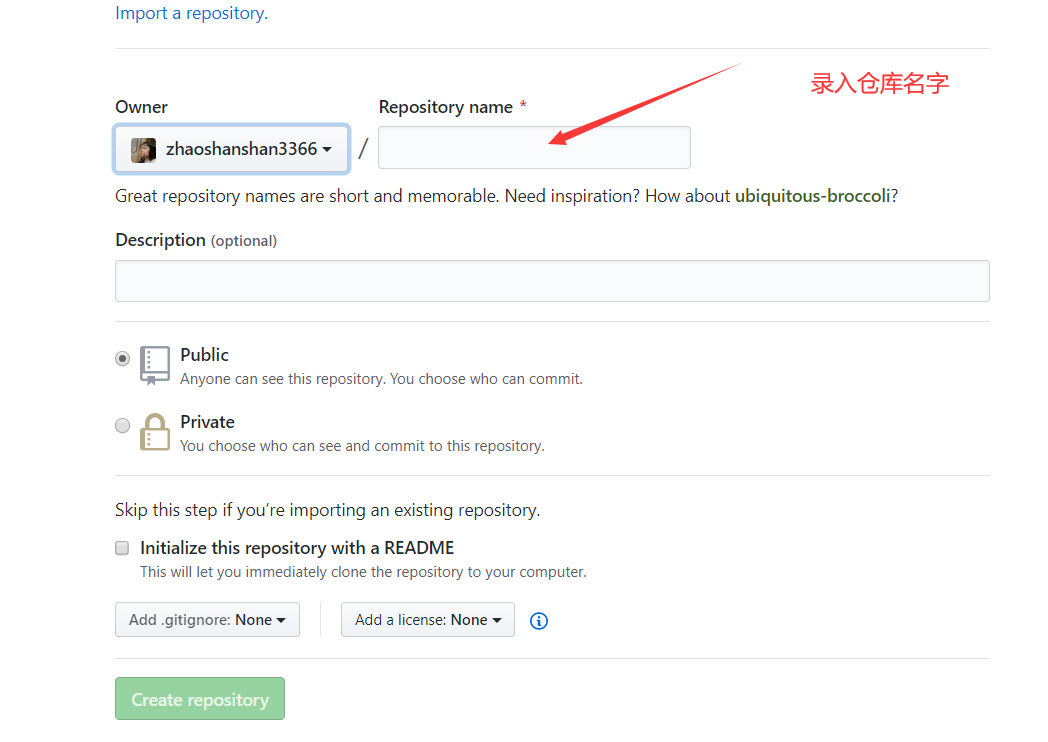 Import a repository.
录入仓库名字
Owner
Repository name *
zhaoshanshan3366 /
Great repository names are short and memorable. Need inspiration? How about ubiquitous-broccoli?
Description (optional)
Public
Anyone can see this repository. You choose who can commit.
Private
You choose who can see and commit to this repository.
Skip this step if you’re importing an existing repository.
Initialize this repository with a README
This will let you immediately clone the repository to your computer.
Add .gitignore: None
Add a license: None
Create repository